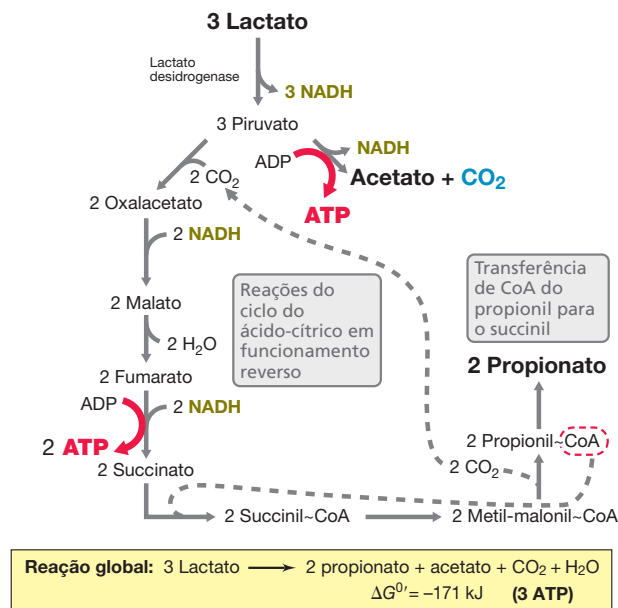 3 Lactato
Lactato
desidrogenase
3 NADH
3 Piruvato
NADH
ADP
2 CO₂
Acetato + CO₂
2 Oxalacetato
ATP
2 NADH
Transferência
de CoA do
propionil para
o succinil
Reações do
ciclo do
ácido-cítrico em
funcionamento
reverso
2 Malato
2 H₂O
2 Propionato
2 Fumarato
ADP
2 NADH
2 ATP
2 Propionil~CoA
2 CO₂
2 Succinato
2 Succinil~CoA
2 Metil-malonil~CoA
Reação global: 3 Lactato ⟶ 2 propionato + acetato + CO₂ + H₂O
ΔG⁰′ = –171 kJ (3 ATP)